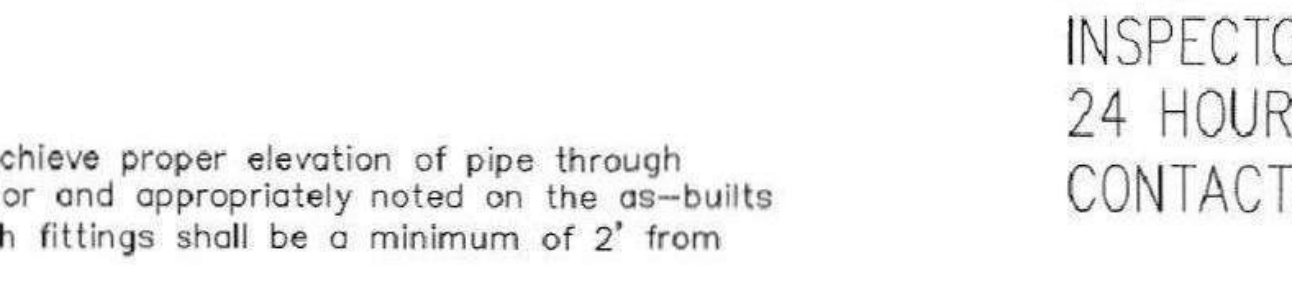 chieve proper elevation of pipe through
or and appropriately noted on the as--builts
h fittings shall be a minimum of 2' from
INSPECTO
24 HOUR
CONTACT